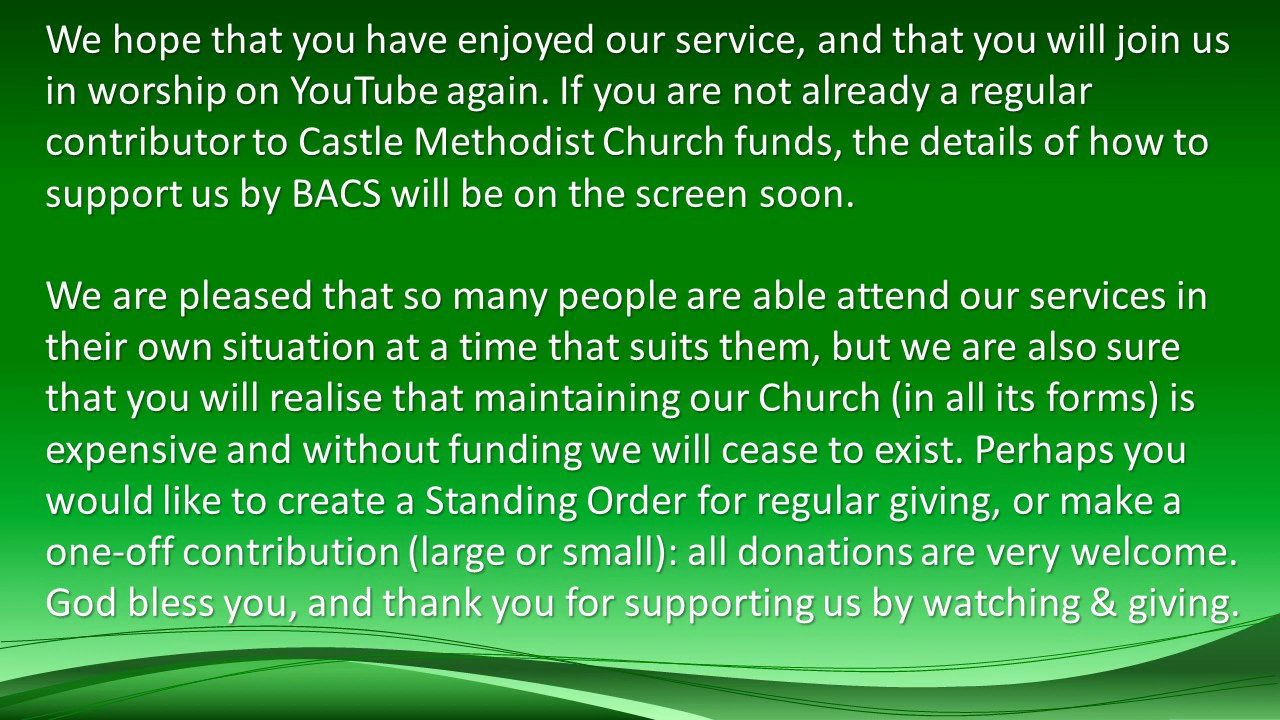 We hope that you have enjoyed our service, and that you will join us
in worship on YouTube again. If you are not already a regular
contributor to Castle Methodist Church funds, the details of how to
support us by BACS will be on the screen soon.
We are pleased that so many people are able attend our services in
their own situation at a time that suits them, but we are also sure
that you will realise that maintaining our Church (in all its forms) is
expensive and without funding we will cease to exist. Perhaps you
would like to create a Standing Order for regular giving, or make a
one-off contribution (large or small): all donations are very welcome.
God bless you, and thank you for supporting us by watching & giving.